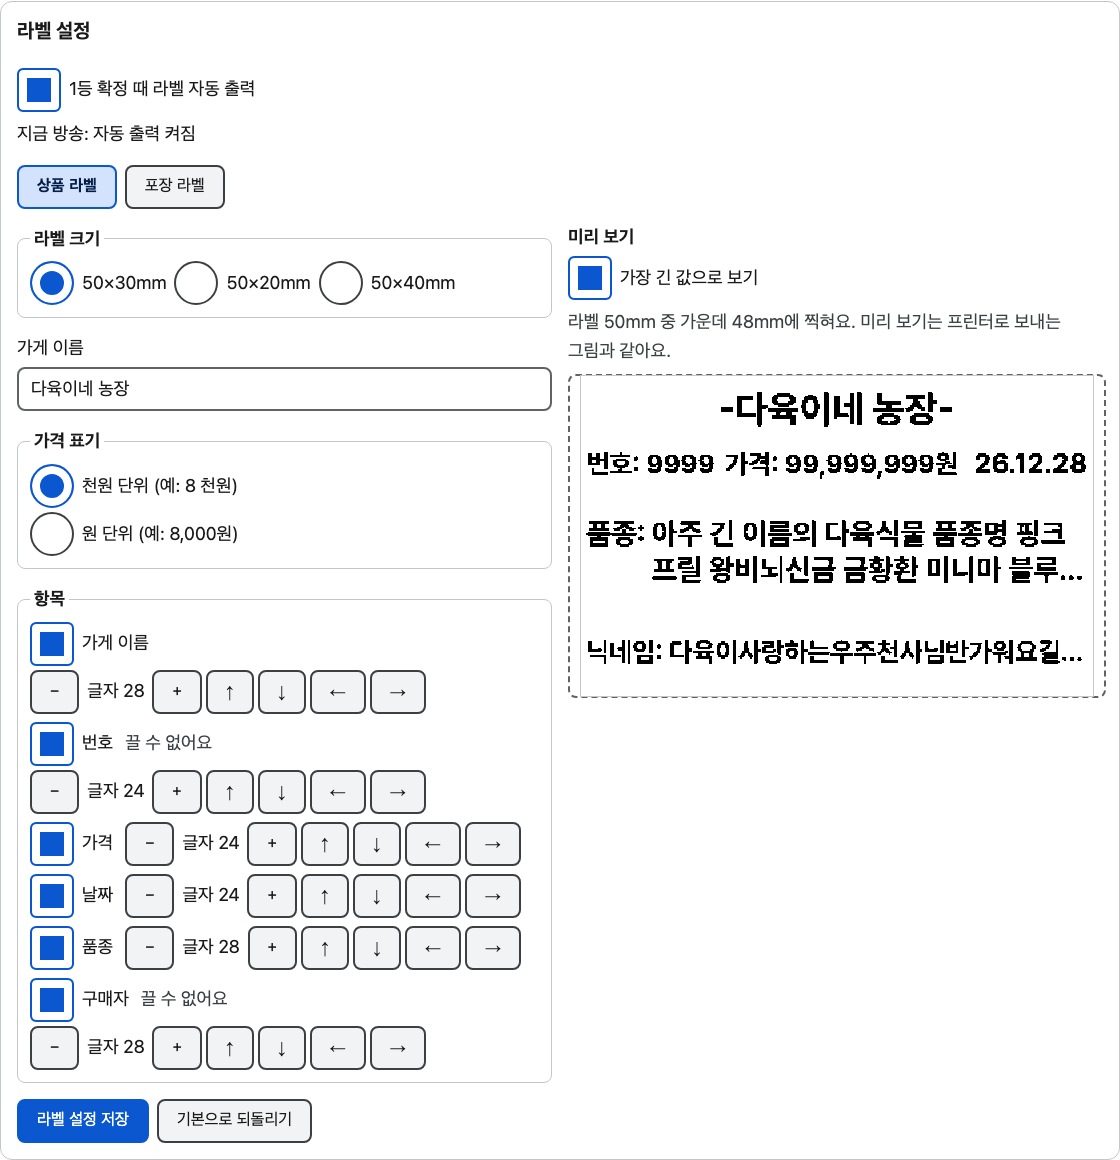 라벨 설정
1등 확정 때 라벨 자동 출력
지금 방송: 자동 출력 켜짐
상품 라벨
포장 라벨
라벨 크기
50×30mm
50×20mm
50×40mm
가게 이름
다육이네 농장
가격 표기
천원 단위 (예: 8 천원)
원 단위 (예: 8,000원)
항목
가게 이름
− 글자 28 + ↑ ↓ ← →
번호 끌 수 없어요
− 글자 24 + ↑ ↓ ← →
가격 − 글자 24 + ↑ ↓ ← →
날짜 − 글자 24 + ↑ ↓ ← →
품종 − 글자 28 + ↑ ↓ ← →
구매자 끌 수 없어요
− 글자 28 + ↑ ↓ ← →
라벨 설정 저장
기본으로 되돌리기
미리 보기
가장 긴 값으로 보기
라벨 50mm 중 가운데 48mm에 찍혀요. 미리 보기는 프린터로 보내는
그림과 같아요.
-다육이네 농장-
번호: 9999 가격: 99,999,999원 26.12.28
품종: 아주 긴 이름의 다육식물 품종명 핑크
프릴 왕비뇌신금 금황환 미니마 블루...
닉네임: 다육이사랑하는우주천사님반가워요길...